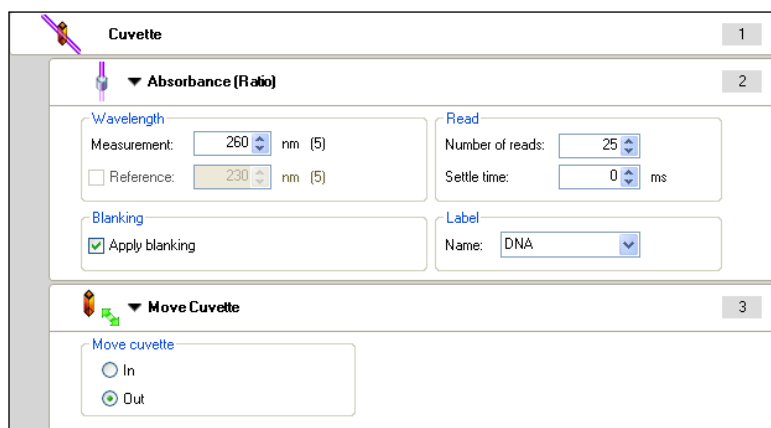 Cuvette 1
Absorbance (Ratio) 2
Wavelength
Measurement: 260 nm (5)
Reference: 230 nm (5)
Read
Number of reads: 25
Settle time: 0 ms
Blanking
Apply blanking
Label
Name: DNA
Move Cuvette 3
Move cuvette
In
Out